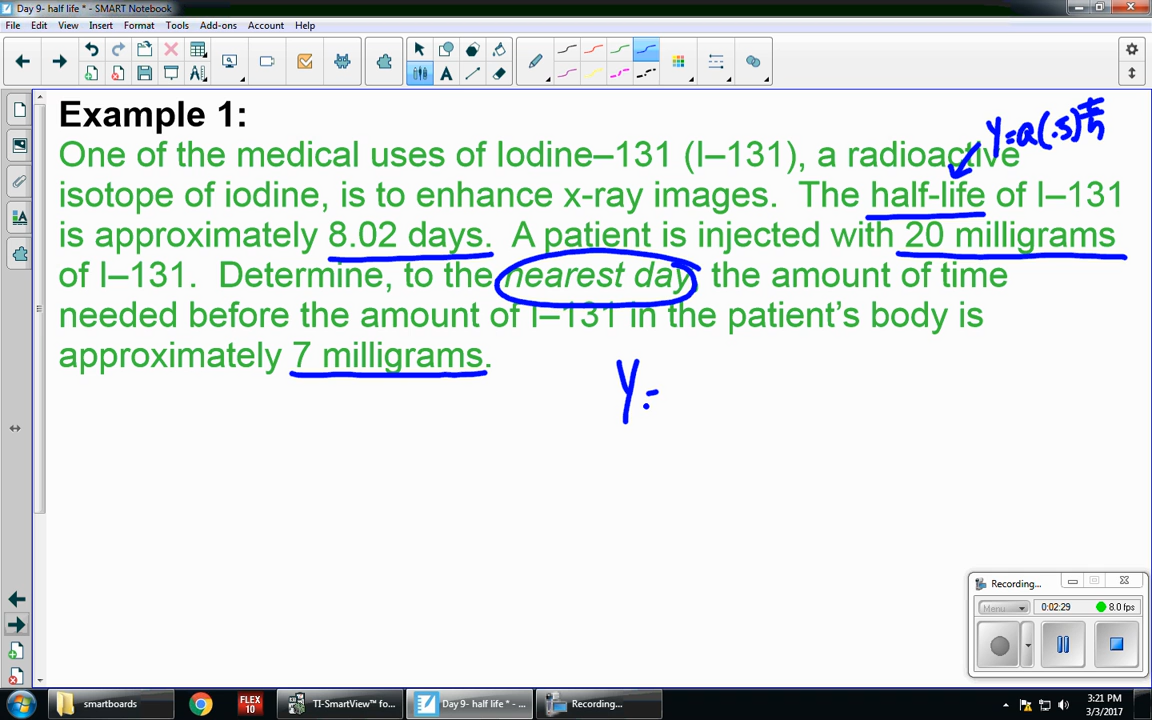 Day 9- half life * - SMART Notebook
File Edit View Insert Format Tools Add-ons Account Help
Example 1:
y=a(.5)^t/h
One of the medical uses of Iodine–131 (I–131), a radioactive
isotope of iodine, is to enhance x-ray images. The half-life of I–131
is approximately 8.02 days. A patient is injected with 20 milligrams
of I–131. Determine, to the nearest day, the amount of time
needed before the amount of I–131 in the patient's body is
approximately 7 milligrams.
Y=
Recording...
Menu 0:02:29 8.0 fps
smartboards FLEX 10 TI-SmartView™ fo... Day 9- half life * - ... Recording... 3:21 PM
3/3/2017